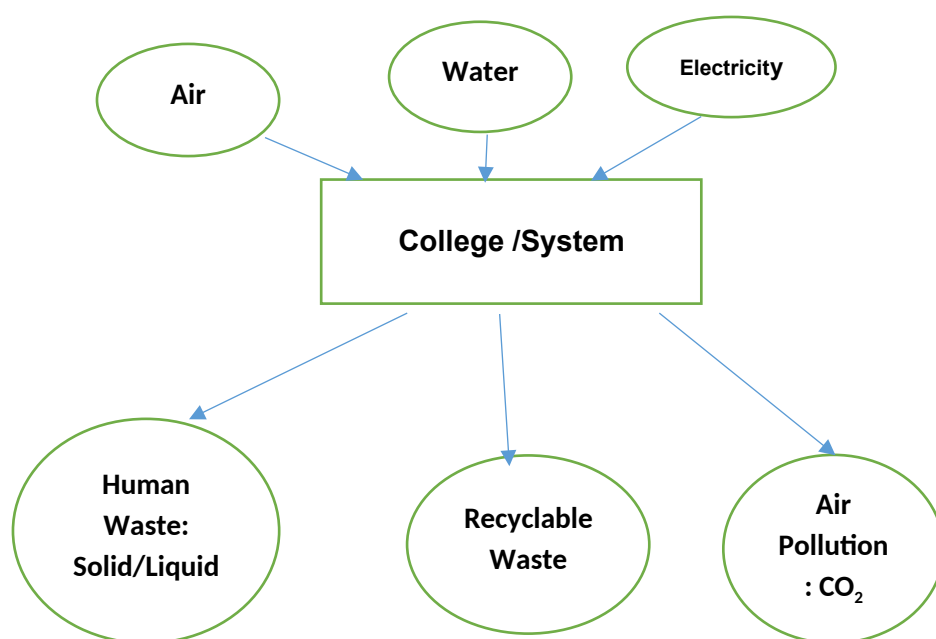 Air
Water
Electricity
College /System
Human
Waste:
Solid/Liquid
Recyclable
Waste
Air
Pollution
: CO₂